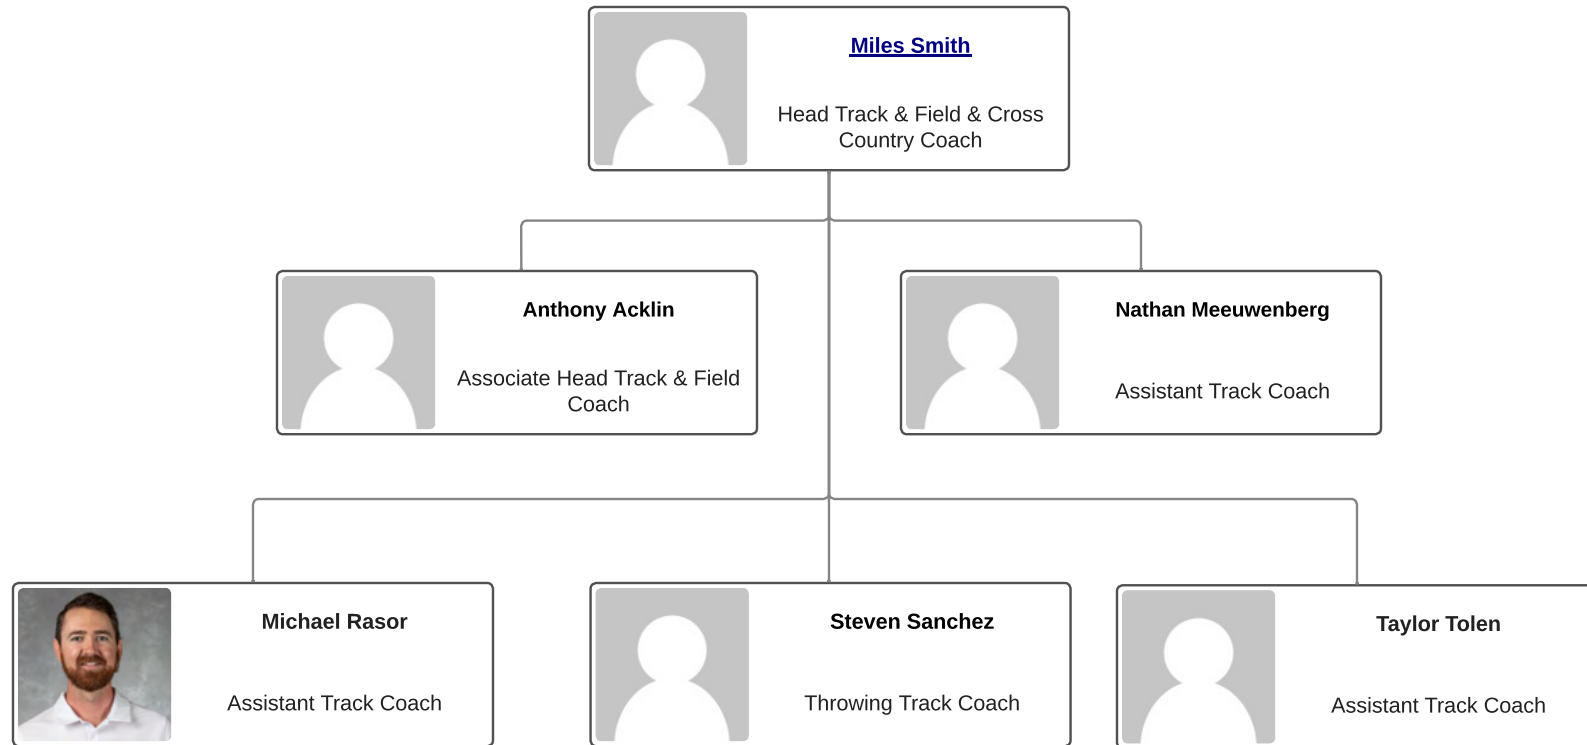 Miles Smith
Head Track & Field & Cross
Country Coach
Anthony Acklin
Associate Head Track & Field
Coach
Nathan Meeuwenberg
Assistant Track Coach
Michael Rasor
Assistant Track Coach
Steven Sanchez
Throwing Track Coach
Taylor Tolen
Assistant Track Coach